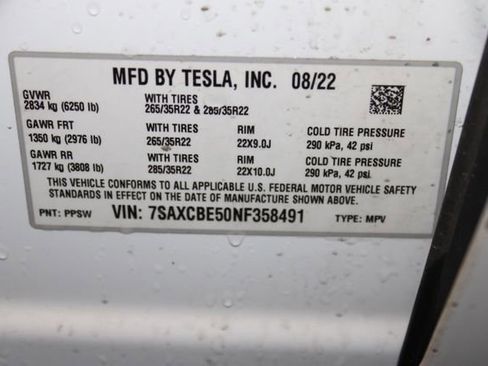 MFD BY TESLA, INC. 08/22
GVWR WITH TIRES
2834 kg (6250 lb) 265/35R22 & 285/35R22
GAWR FRT WITH TIRES RIM COLD TIRE PRESSURE
1350 kg (2976 lb) 265/35R22 22X9.0J 290 kPa, 42 psi
GAWR RR WITH TIRES RIM COLD TIRE PRESSURE
1727 kg (3808 lb) 285/35R22 22X10.0J 290 kPa, 42 psi
THIS VEHICLE CONFORMS TO ALL APPLICABLE U.S. FEDERAL MOTOR VEHICLE SAFETY
STANDARDS IN EFFECT ON THE DATE OF MANUFACTURE SHOWN ABOVE.
PNT: PPSW VIN: 7SAXCBE50NF358491 TYPE: MPV